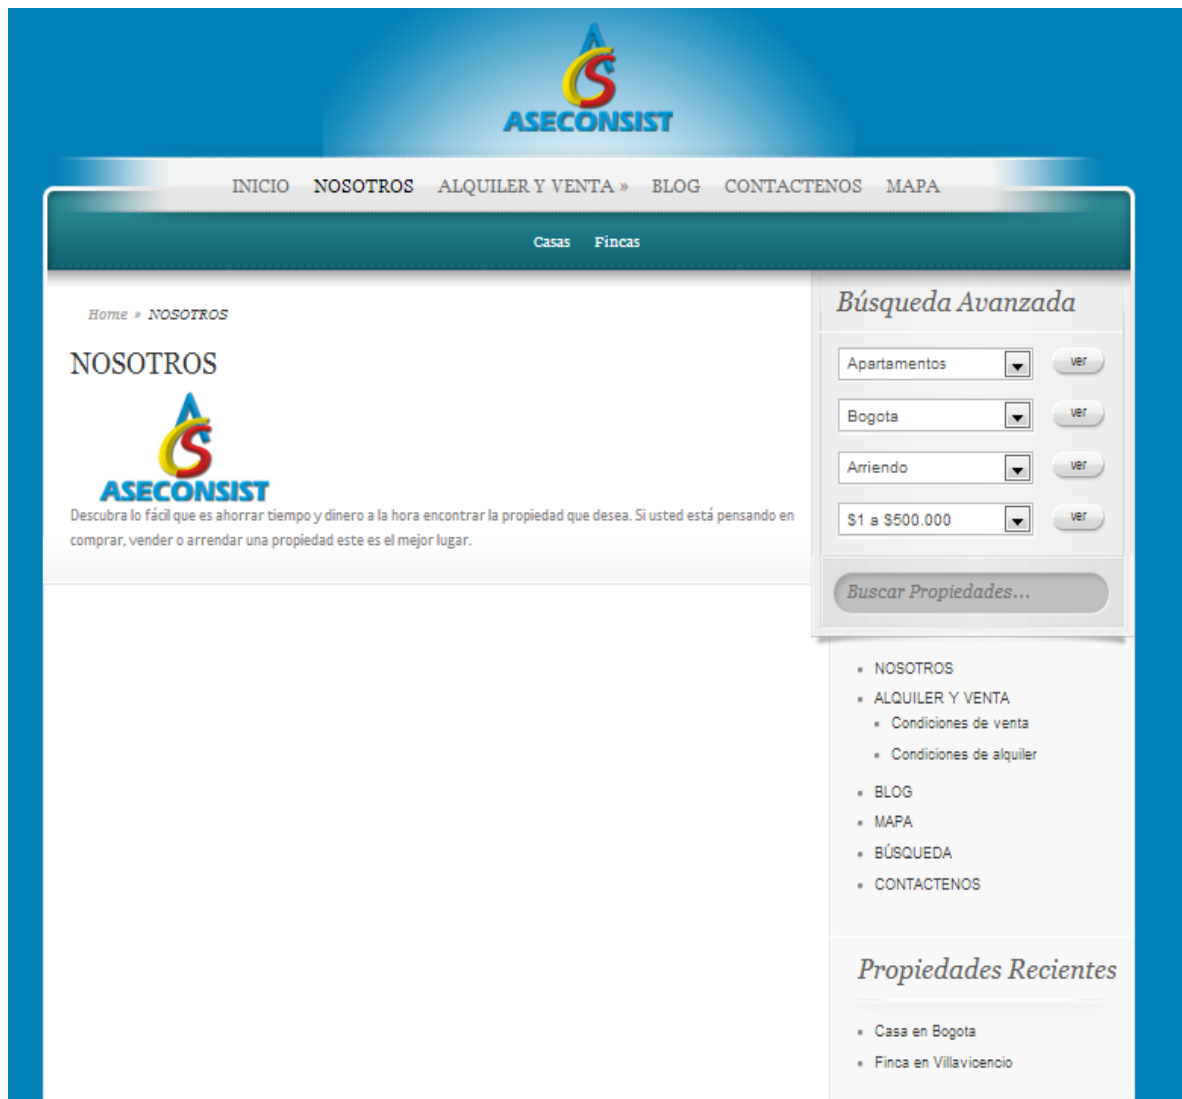 ASECONSIST
INICIO NOSOTROS ALQUILER Y VENTA » BLOG CONTACTENOS MAPA
Casas Fincas
Home » NOSOTROS
NOSOTROS
ASECONSIST
Descubra lo fácil que es ahorrar tiempo y dinero a la hora encontrar la propiedad que desea. Si usted está pensando en
comprar, vender o arrendar una propiedad este es el mejor lugar.
Búsqueda Avanzada
Apartamentos ver
Bogota ver
Arriendo ver
$1 a $500.000 ver
Buscar Propiedades...
NOSOTROS
ALQUILER Y VENTA
Condiciones de venta
Condiciones de alquiler
BLOG
MAPA
BÚSQUEDA
CONTACTENOS
Propiedades Recientes
Casa en Bogota
Finca en Villavicencio